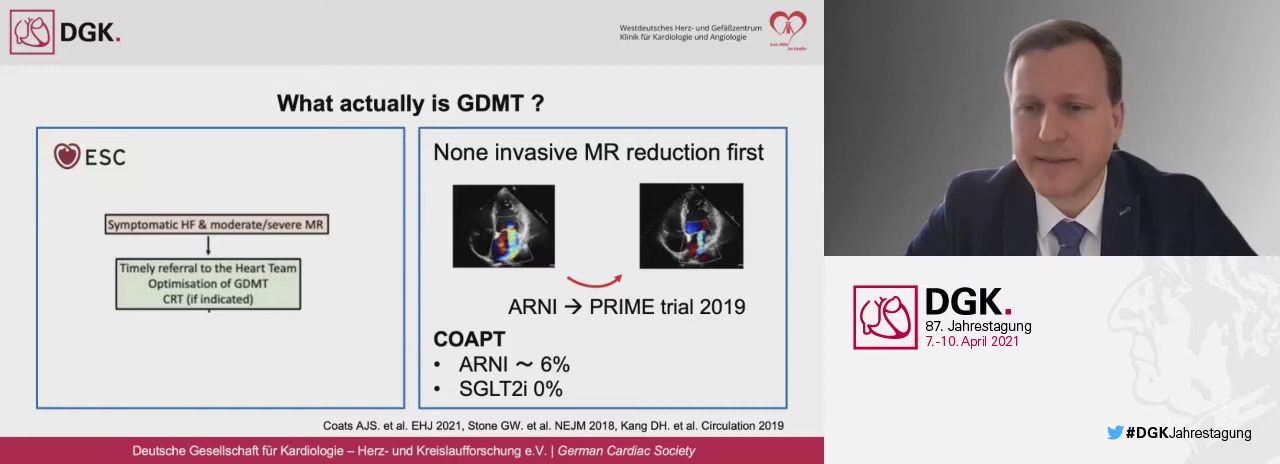 DGK.
Westdeutsches Herz- und Gefäßzentrum
Klinik für Kardiologie und Angiologie
What actually is GDMT ?
ESC
Symptomatic HF & moderate/severe MR
Timely referral to the Heart Team
Optimisation of GDMT
CRT (if indicated)
None invasive MR reduction first
ARNI → PRIME trial 2019
COAPT
• ARNI ~ 6%
• SGLT2i 0%
Coats AJS. et al. EHJ 2021, Stone GW. et al. NEJM 2018, Kang DH. et al. Circulation 2019
Deutsche Gesellschaft für Kardiologie – Herz- und Kreislaufforschung e.V. | German Cardiac Society
DGK.
87. Jahrestagung
7.-10. April 2021
#DGKJahrestagung